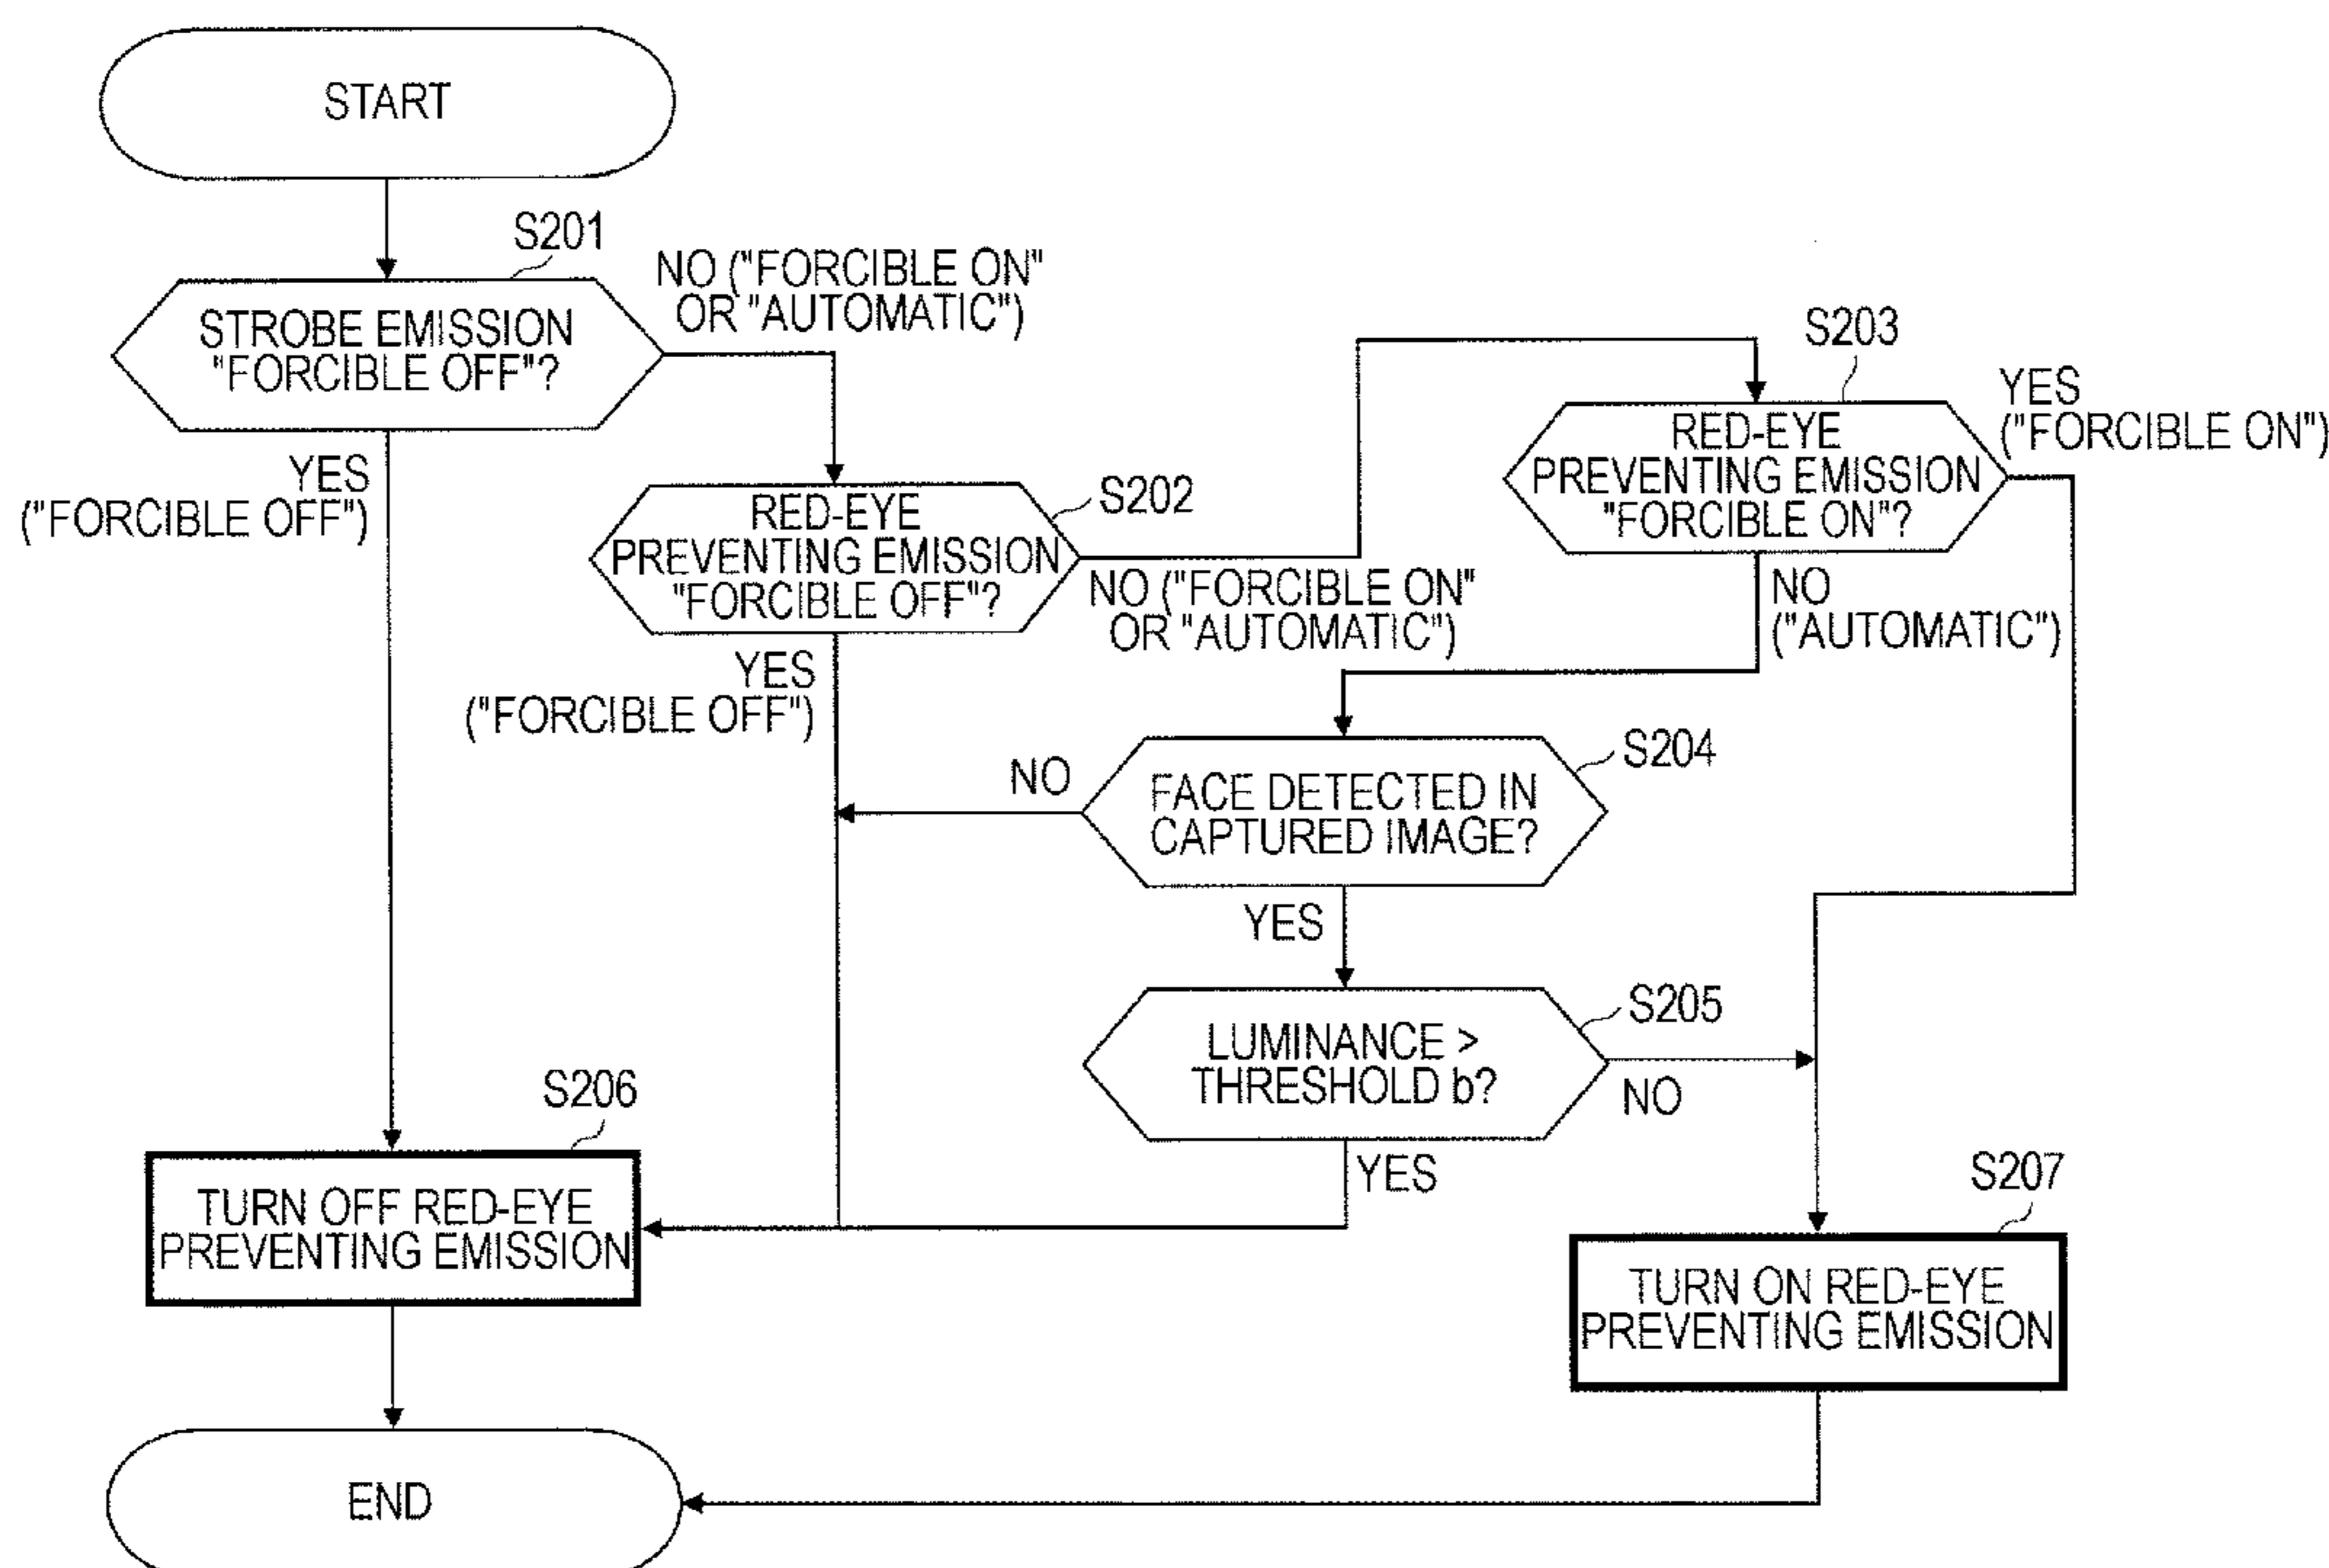 START
S201
STROBE EMISSION
"FORCIBLE OFF"?
NO ("FORCIBLE ON"
OR "AUTOMATIC")
YES
("FORCIBLE OFF")
S202
RED-EYE
PREVENTING EMISSION
"FORCIBLE OFF"?
NO ("FORCIBLE ON"
OR "AUTOMATIC")
YES
("FORCIBLE OFF")
S203
RED-EYE
PREVENTING EMISSION
"FORCIBLE ON"?
YES
("FORCIBLE ON")
NO
("AUTOMATIC")
S204
FACE DETECTED IN
CAPTURED IMAGE?
NO
YES
S205
LUMINANCE >
THRESHOLD b?
NO
YES
S206
TURN OFF RED-EYE
PREVENTING EMISSION
S207
TURN ON RED-EYE
PREVENTING EMISSION
END